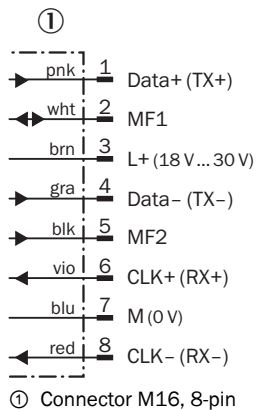 ①
pnk 1 Data+ (TX+)
wht 2 MF1
brn 3 L+ (18 V ... 30 V)
gra 4 Data– (TX–)
blk 5 MF2
vio 6 CLK+ (RX+)
blu 7 M (0 V)
red 8 CLK– (RX–)
① Connector M16, 8-pin